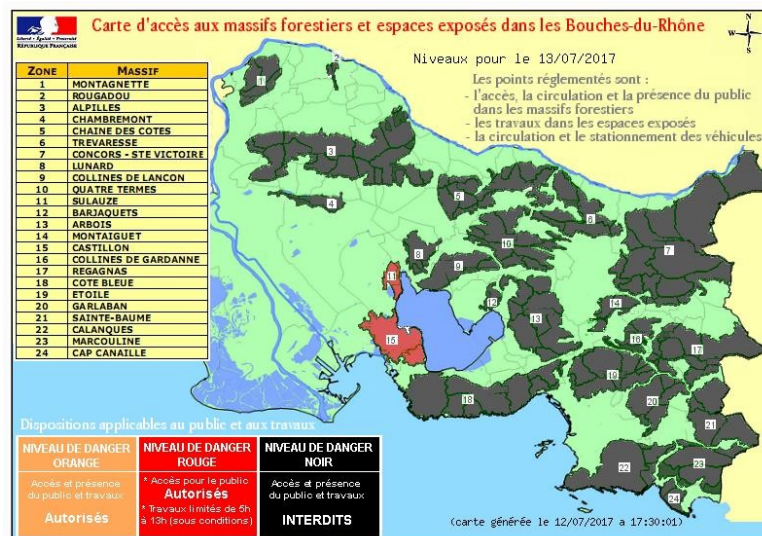 Liberté • Égalité • Fraternité
RÉPUBLIQUE FRANÇAISE
Carte d'accès aux massifs forestiers et espaces exposés dans les Bouches-du-Rhône
N
W E
S
Niveaux pour le 13/07/2017
Les points réglementés sont :
- l'accès, la circulation et la présence du public
dans les massifs forestiers
- les travaux dans les espaces exposés
- la circulation et le stationnement des véhicules
ZONE MASSIF
1 MONTAGNETTE
2 ROUGADOU
3 ALPILLES
4 CHAMBREMONT
5 CHAINE DES COTES
6 TREVARESSE
7 CONCORS - STE VICTOIRE
8 LUNARD
9 COLLINES DE LANCON
10 QUATRE TERMES
11 SULAUZE
12 BARJAQUETS
13 ARBOIS
14 MONTAIGUET
15 CASTILLON
16 COLLINES DE GARDANNE
17 REGAGNAS
18 COTE BLEUE
19 ETOILE
20 GARLABAN
21 SAINTE-BAUME
22 CALANQUES
23 MARCOULINE
24 CAP CANAILLE
1
2
3
4
5
6
7
8
9
10
11
12
13
14
15
16
17
18
19
20
21
22
23
24
Dispositions applicables au public et aux travaux
NIVEAU DE DANGER
ORANGE
Accès et présence
du public et travaux
Autorisés
NIVEAU DE DANGER
ROUGE
* Accès pour le public
Autorisés
* Travaux limités de 5h
à 13h (sous conditions)
NIVEAU DE DANGER
NOIR
Accès et présence
du public et travaux
INTERDITS
(carte générée le 12/07/2017 a 17:30:01)